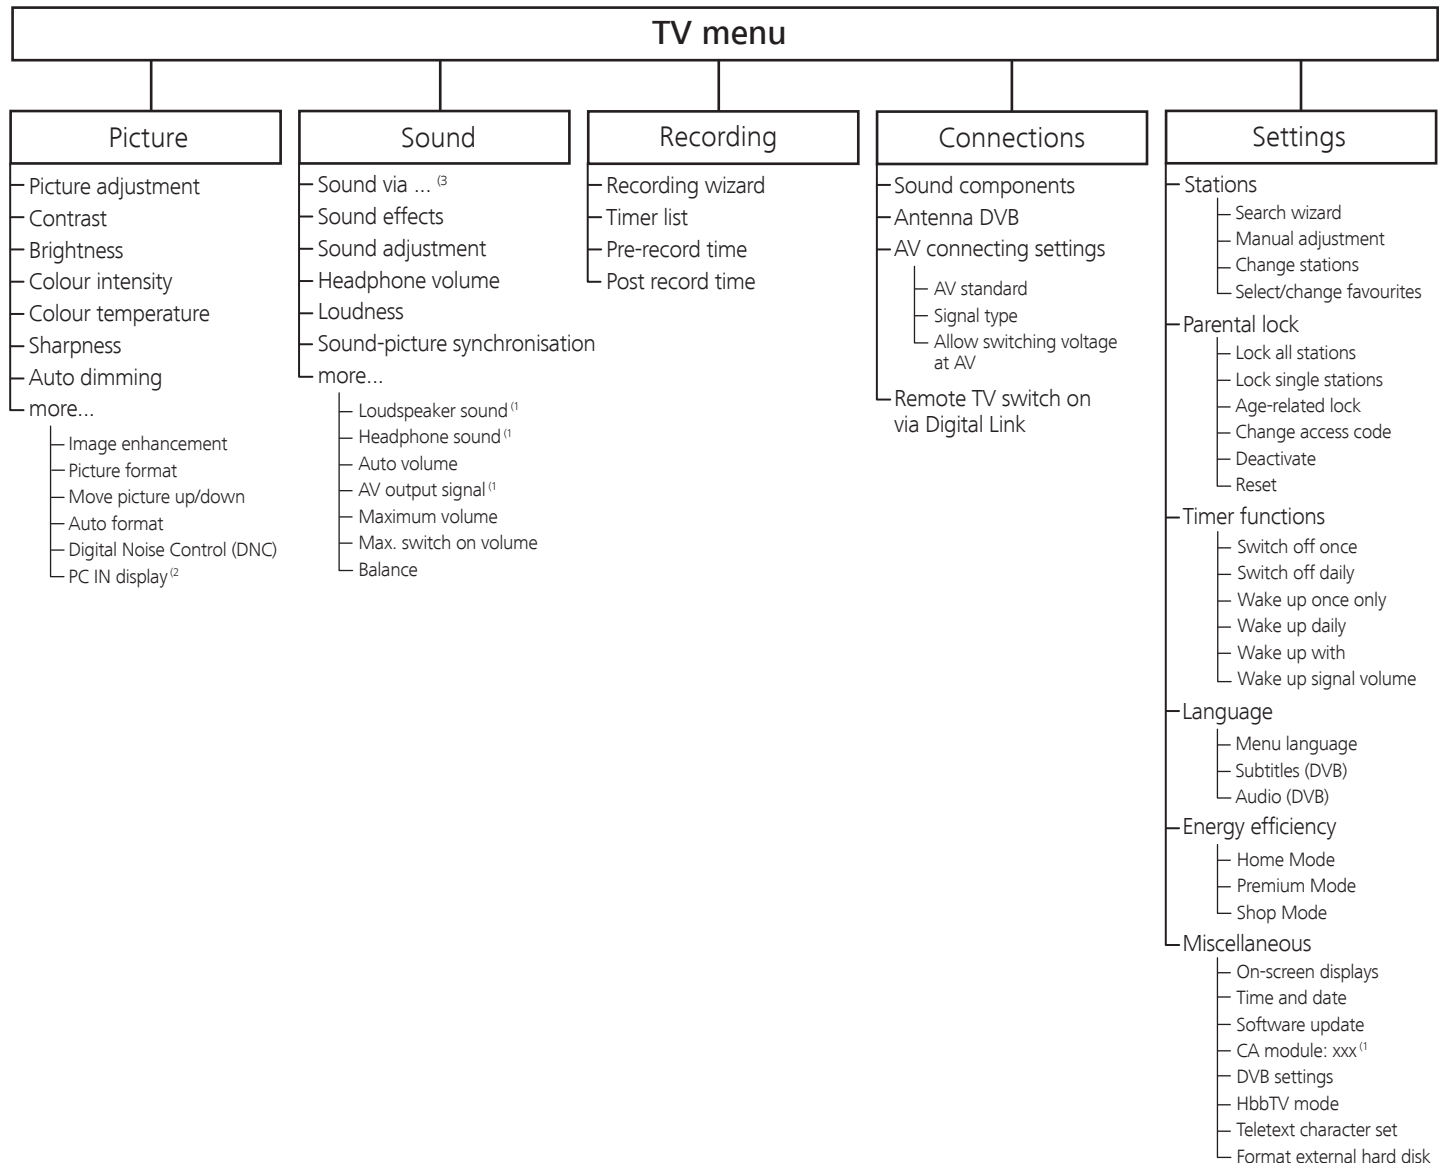 TV menu
Picture
Picture adjustment
Contrast
Brightness
Colour intensity
Colour temperature
Sharpness
Auto dimming
more...
Image enhancement
Picture format
Move picture up/down
Auto format
Digital Noise Control (DNC)
PC IN display (2
Sound
Sound via ... (3
Sound effects
Sound adjustment
Headphone volume
Loudness
Sound-picture synchronisation
more...
Loudspeaker sound (1
Headphone sound (1
Auto volume
AV output signal (1
Maximum volume
Max. switch on volume
Balance
Recording
Recording wizard
Timer list
Pre-record time
Post record time
Connections
Sound components
Antenna DVB
AV connecting settings
AV standard
Signal type
Allow switching voltage
at AV
Remote TV switch on
via Digital Link
Settings
Stations
Search wizard
Manual adjustment
Change stations
Select/change favourites
Parental lock
Lock all stations
Lock single stations
Age-related lock
Change access code
Deactivate
Reset
Timer functions
Switch off once
Switch off daily
Wake up once only
Wake up daily
Wake up with
Wake up signal volume
Language
Menu language
Subtitles (DVB)
Audio (DVB)
Energy efficiency
Home Mode
Premium Mode
Shop Mode
Miscellaneous
On-screen displays
Time and date
Software update
CA module: xxx (1
DVB settings
HbbTV mode
Teletext character set
Format external hard disk